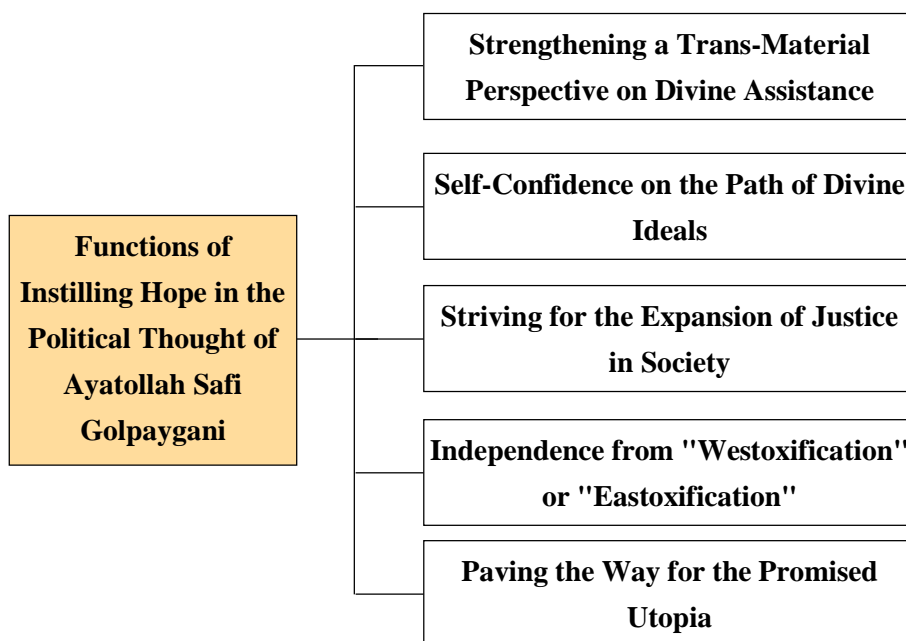 Functions of
Instilling Hope in the
Political Thought of
Ayatollah Safi
Golpaygani
Strengthening a Trans-Material
Perspective on Divine Assistance
Self-Confidence on the Path of Divine
Ideals
Striving for the Expansion of Justice
in Society
Independence from "Westoxification"
or "Eastoxification"
Paving the Way for the Promised
Utopia